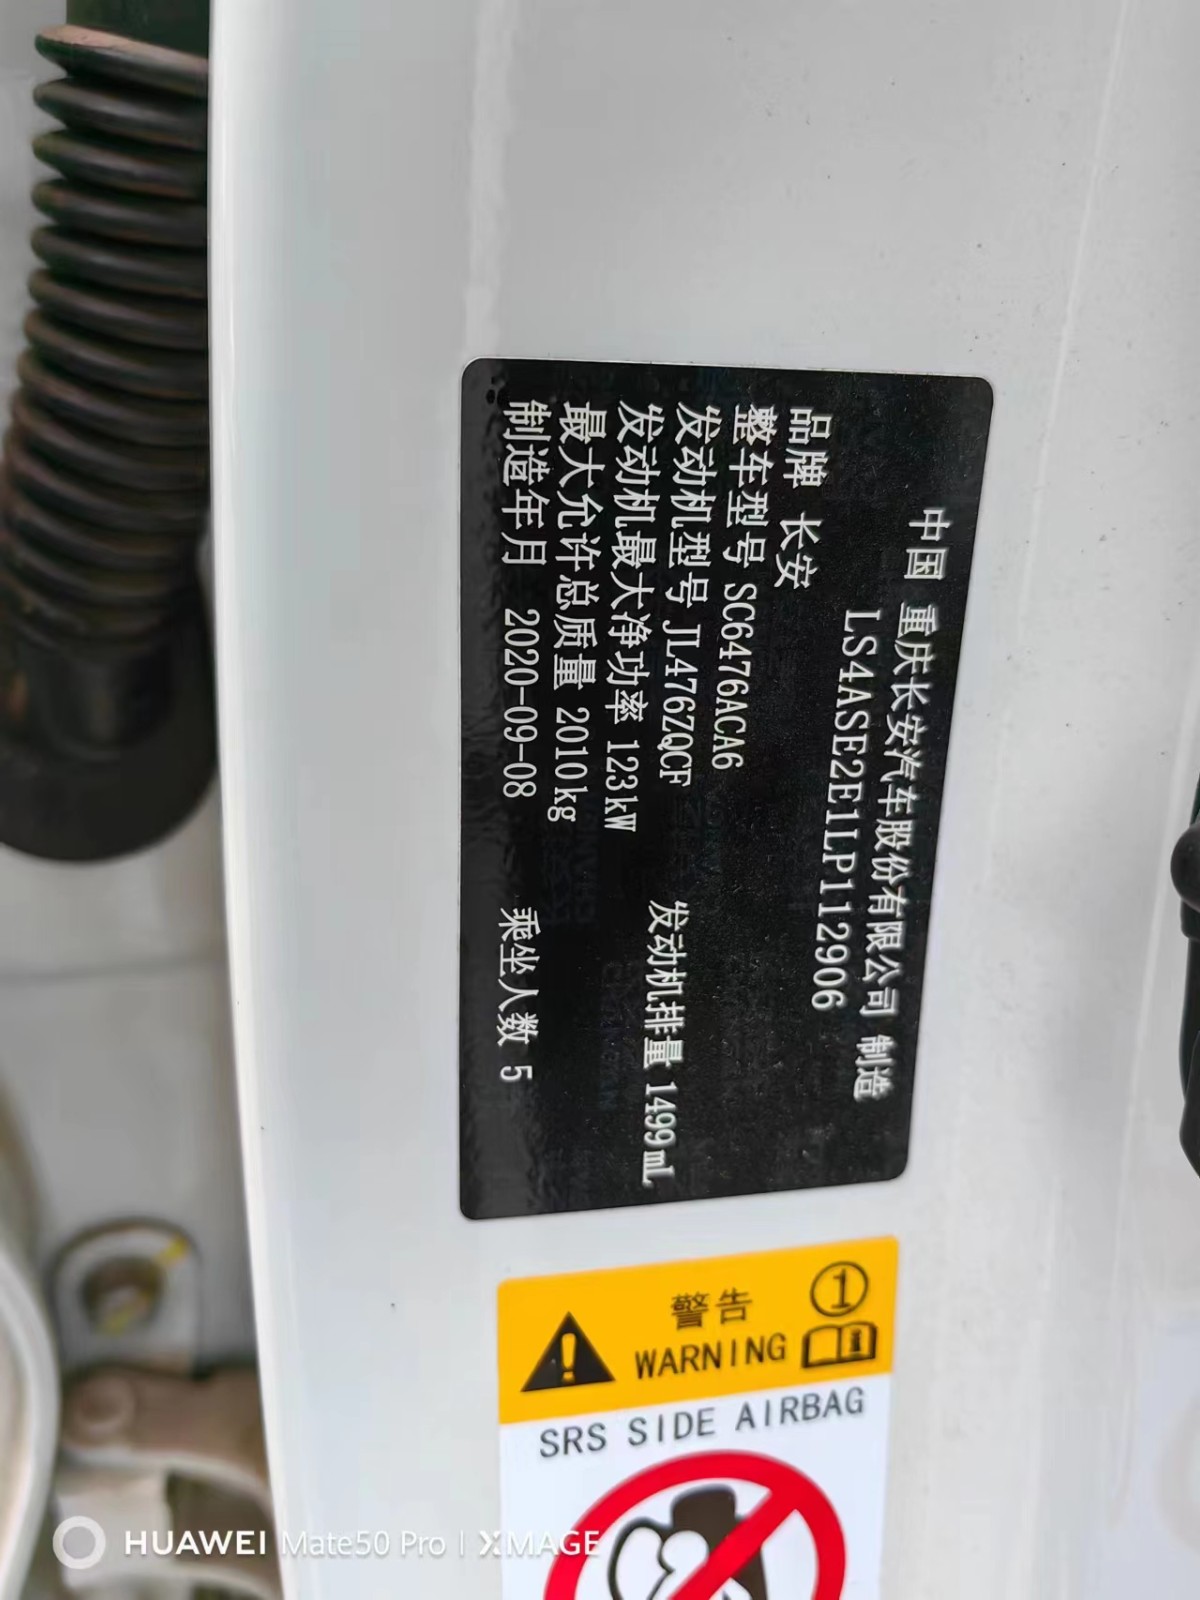 中国 重庆长安汽车股份有限公司 制造
LS4ASE2E1LP112906
品牌 长安
整车型号 SC6476ACA6
发动机型号 JL476ZQCF
发动机最大净功率 123kW 发动机排量 1499mL
最大允许总质量 2010kg
制造年月 2020-09-08 乘坐人数 5
警告 1
WARNING
SRS SIDE AIRBAG
HUAWEI Mate50 Pro | XMAGE